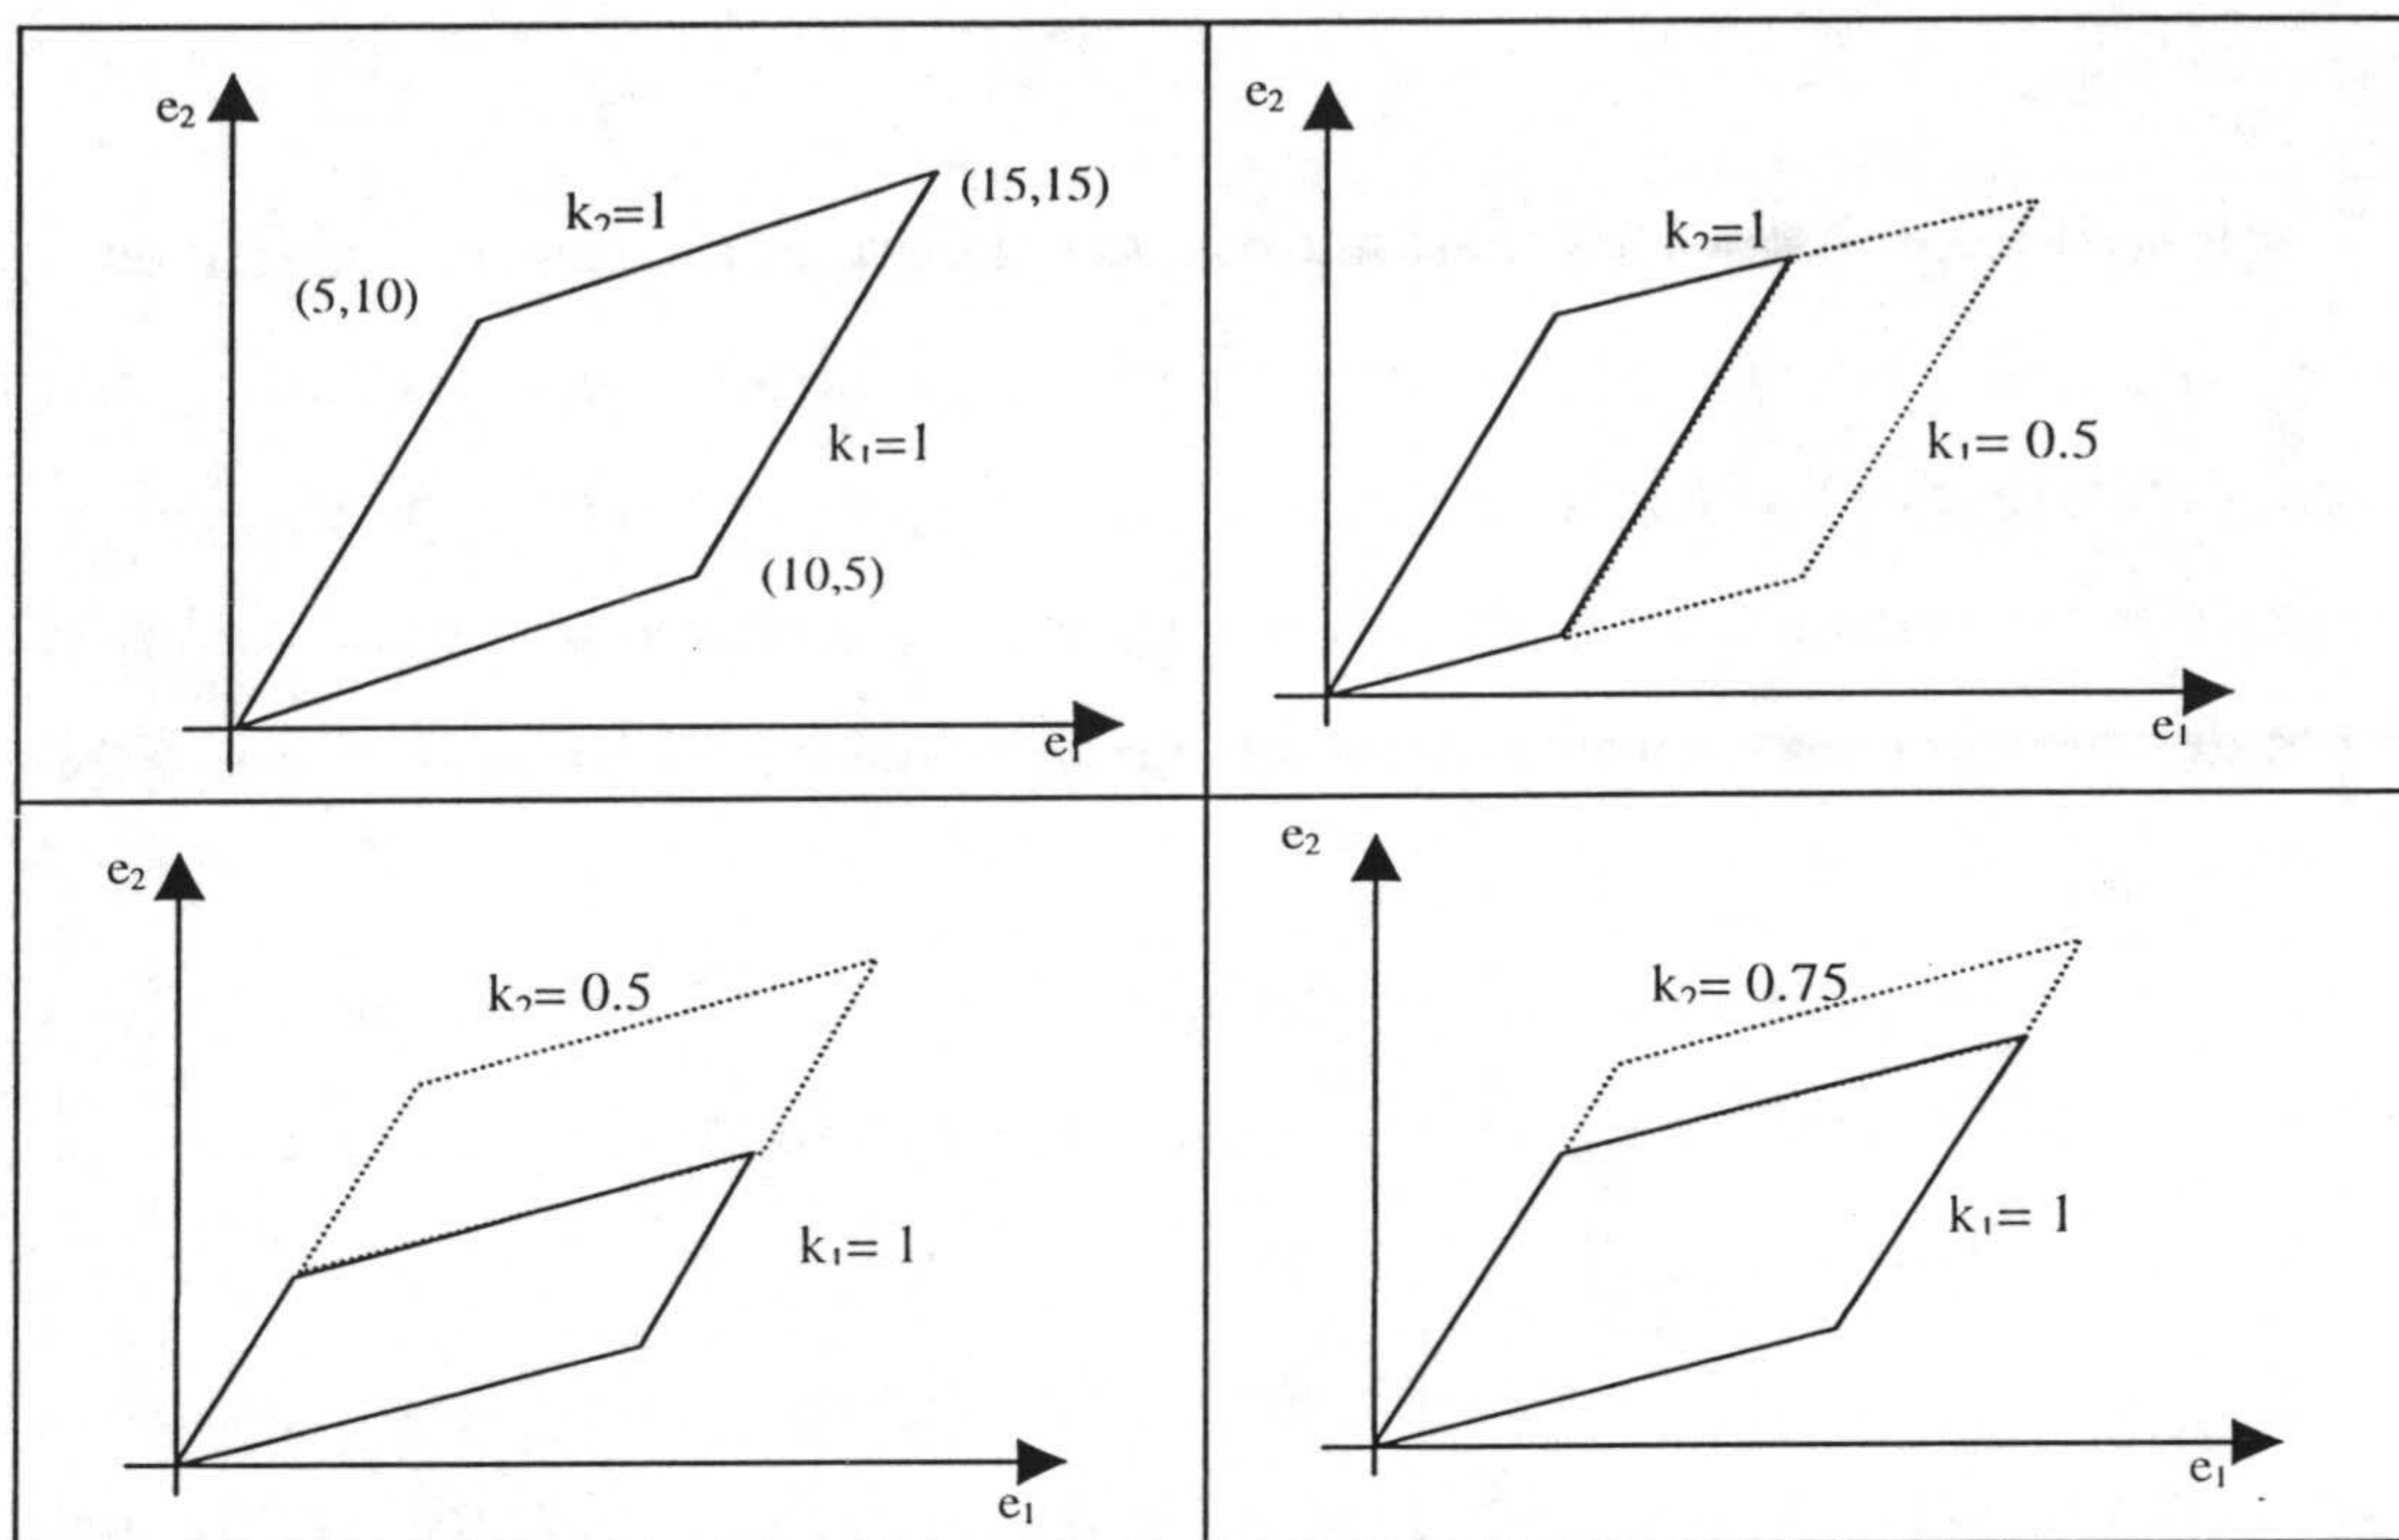 e₂
k₂=1
(15,15)
(5,10)
k₁=1
(10,5)
e₁
e₂
k₂=1
k₁= 0.5
e₁
e₂
k₂= 0.5
k₁= 1
e₁
e₂
k₂= 0.75
k₁= 1
e₁